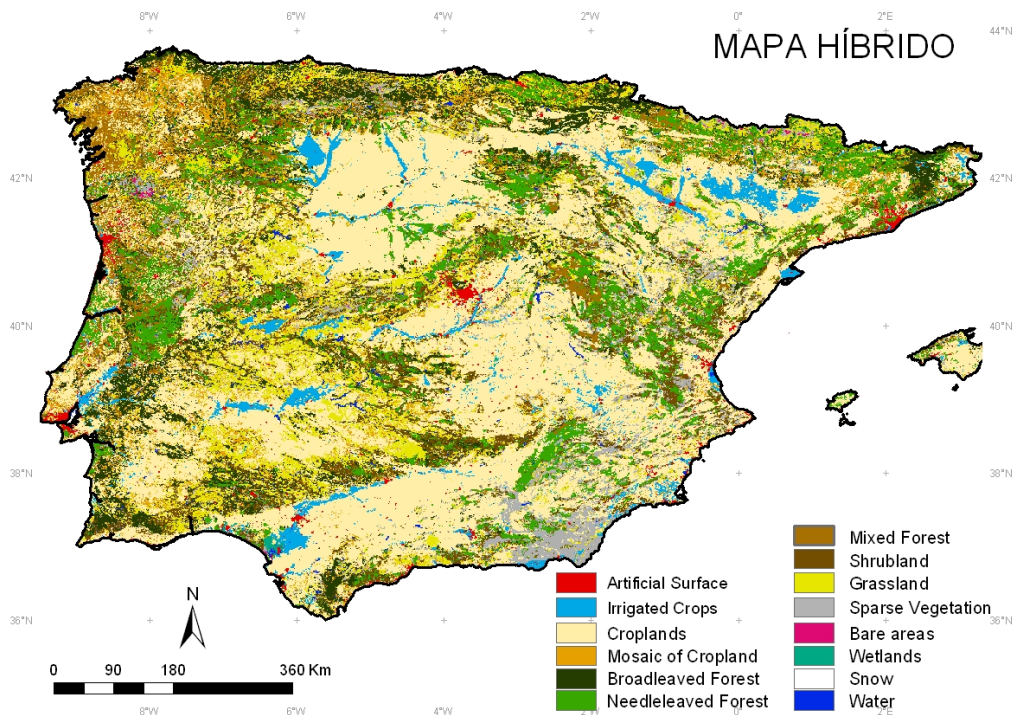 8°W 6°W 4°W 2°W 0° 2°E
44°N
MAPA HÍBRIDO
42°N 42°N
40°N 40°N
38°N 38°N
36°N 36°N
N
0 90 180 360 Km
Artificial Surface
Irrigated Crops
Croplands
Mosaic of Cropland
Broadleaved Forest
Needleleaved Forest
Mixed Forest
Shrubland
Grassland
Sparse Vegetation
Bare areas
Wetlands
Snow
Water
8°W 6°W 4°W 2°W 0° 2°E